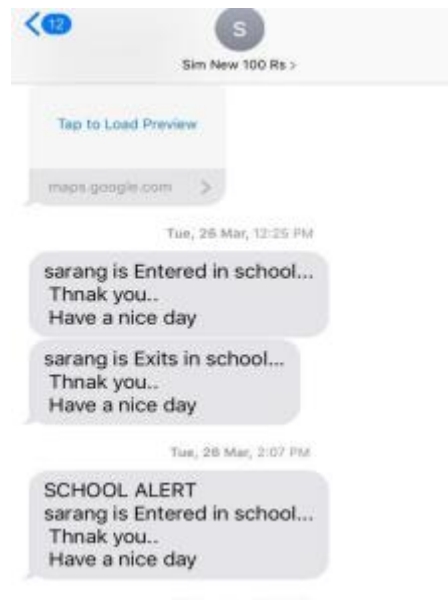 12
S
Sim New 100 Rs >
Tap to Load Preview
maps.google.com >
Tue, 26 Mar, 12:25 PM
sarang is Entered in school...
Thnak you..
Have a nice day
sarang is Exits in school...
Thnak you..
Have a nice day
Tue, 26 Mar, 2:07 PM
SCHOOL ALERT
sarang is Entered in school...
Thnak you..
Have a nice day